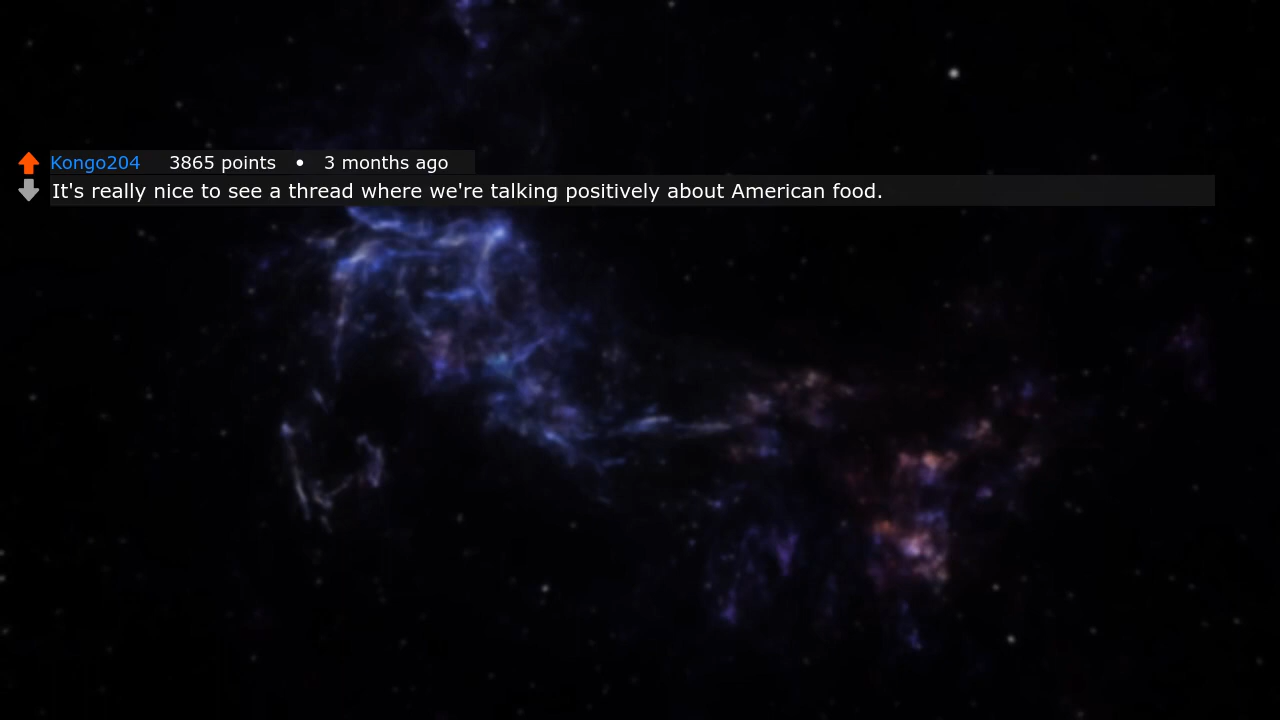 Kongo204 3865 points • 3 months ago
It's really nice to see a thread where we're talking positively about American food.